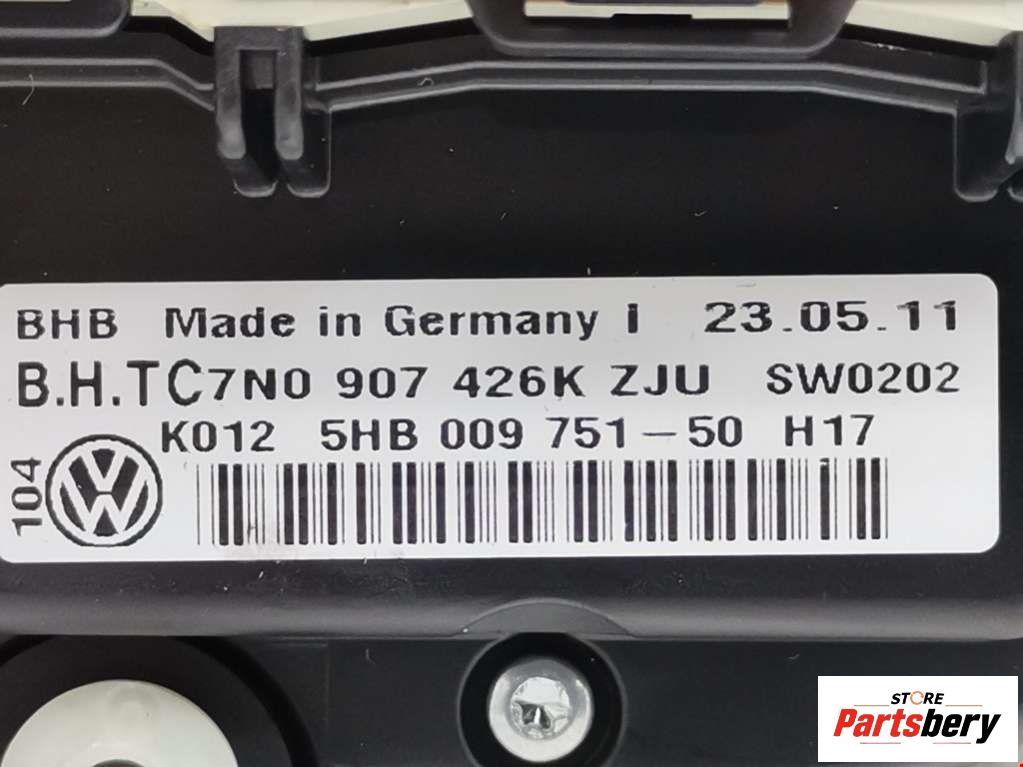 BHB Made in Germany I 23.05.11
B.H.TC7N0 907 426K ZJU SW0202
K012 5HB 009 751-50 H17
104
VW
STORE
Partsbery